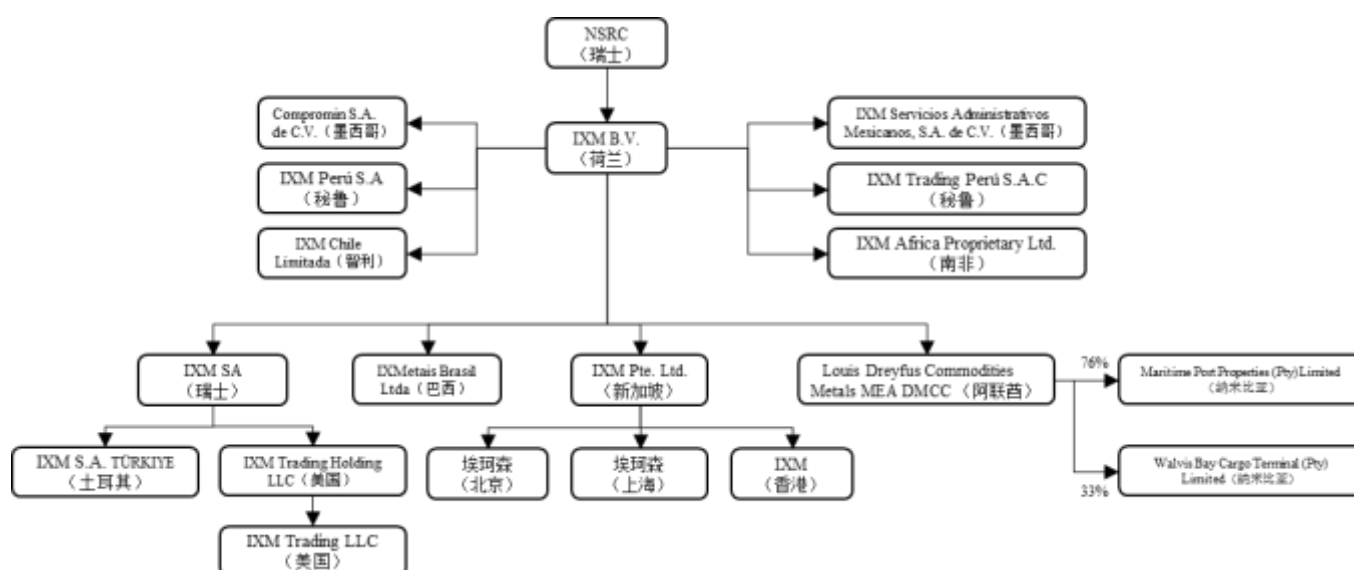 NSRC
（瑞士）
Compromin S.A.
de C.V.（墨西哥）
IXM B.V.
（荷兰）
IXM Servicios Administrativos
Mexicanos, S.A. de C.V.（墨西哥）
IXM Perú S.A
（秘鲁）
IXM Trading Perú S.A.C
（秘鲁）
IXM Chile
Limitada（智利）
IXM Africa Proprietary Ltd.
（南非）
IXM SA
（瑞士）
IXMetais Brasil
Ltda（巴西）
IXM Pte. Ltd.
（新加坡）
Louis Dreyfus Commodities
Metals MEA DMCC（阿联酋）
76%
Maritime Port Properties (Pty) Limited
（纳米比亚）
IXM S.A. TÜRKIYE
（土耳其）
IXM Trading Holding
LLC（美国）
埃珂森
（北京）
埃珂森
（上海）
IXM
（香港）
33%
Walvis Bay Cargo Terminal (Pty)
Limited（纳米比亚）
IXM Trading LLC
（美国）